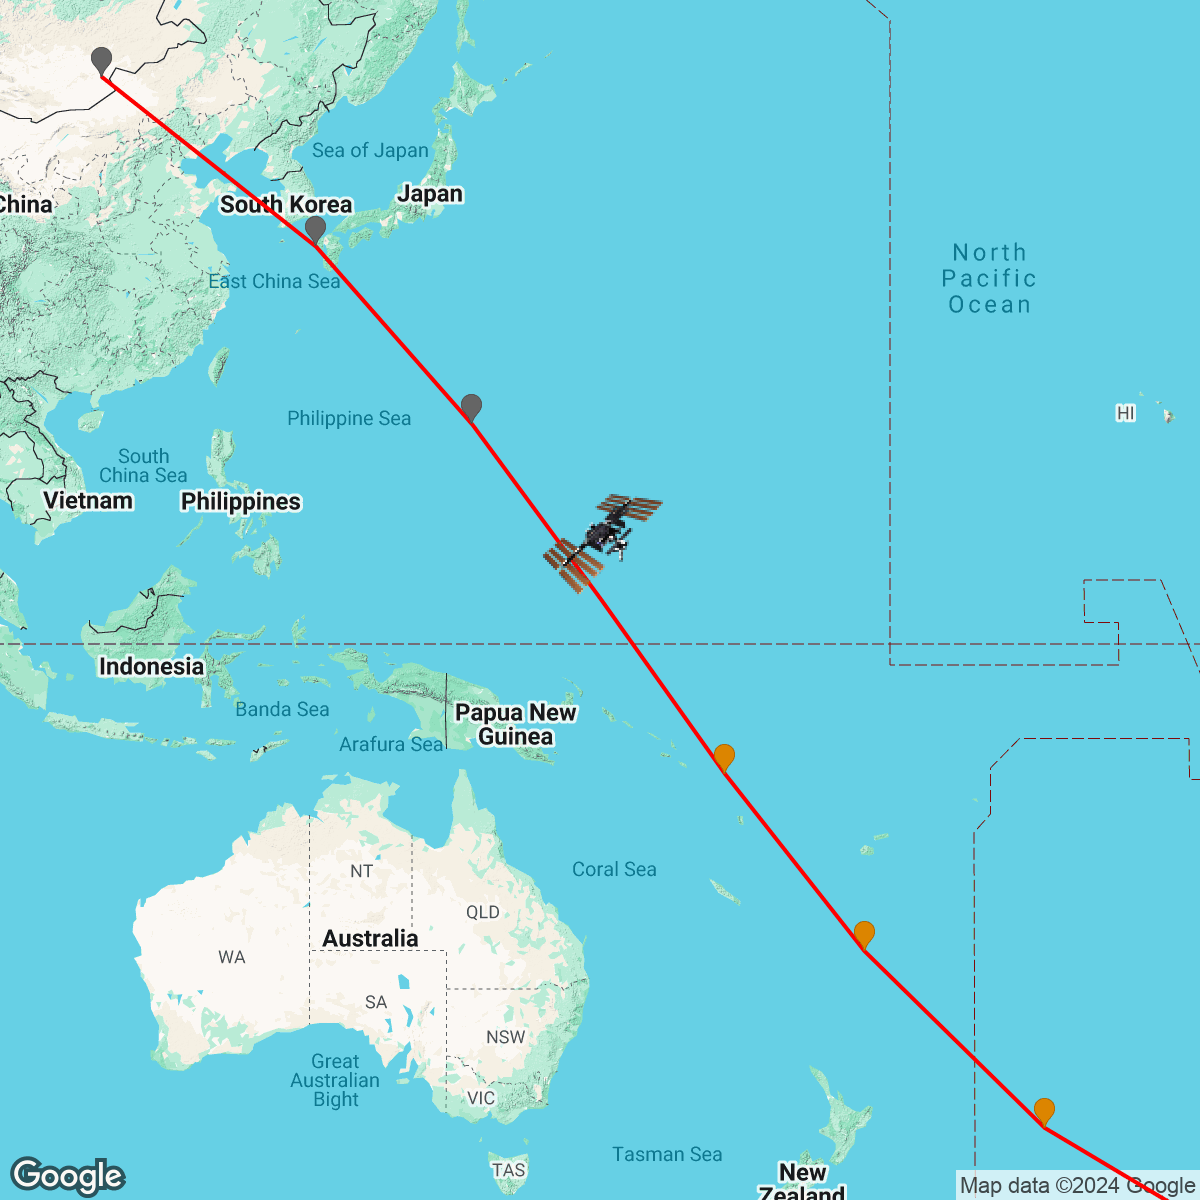 Sea of Japan
Japan
China
South Korea
North
Pacific
Ocean
East China Sea
HI
Philippine Sea
South
China Sea
Vietnam
Philippines
Indonesia
Banda Sea
Papua New
Guinea
Arafura Sea
Coral Sea
NT
QLD
Australia
WA
SA
NSW
Great
Australian
Bight
VIC
Tasman Sea
TAS
New
Zealand
Google
Map data ©2024 Google